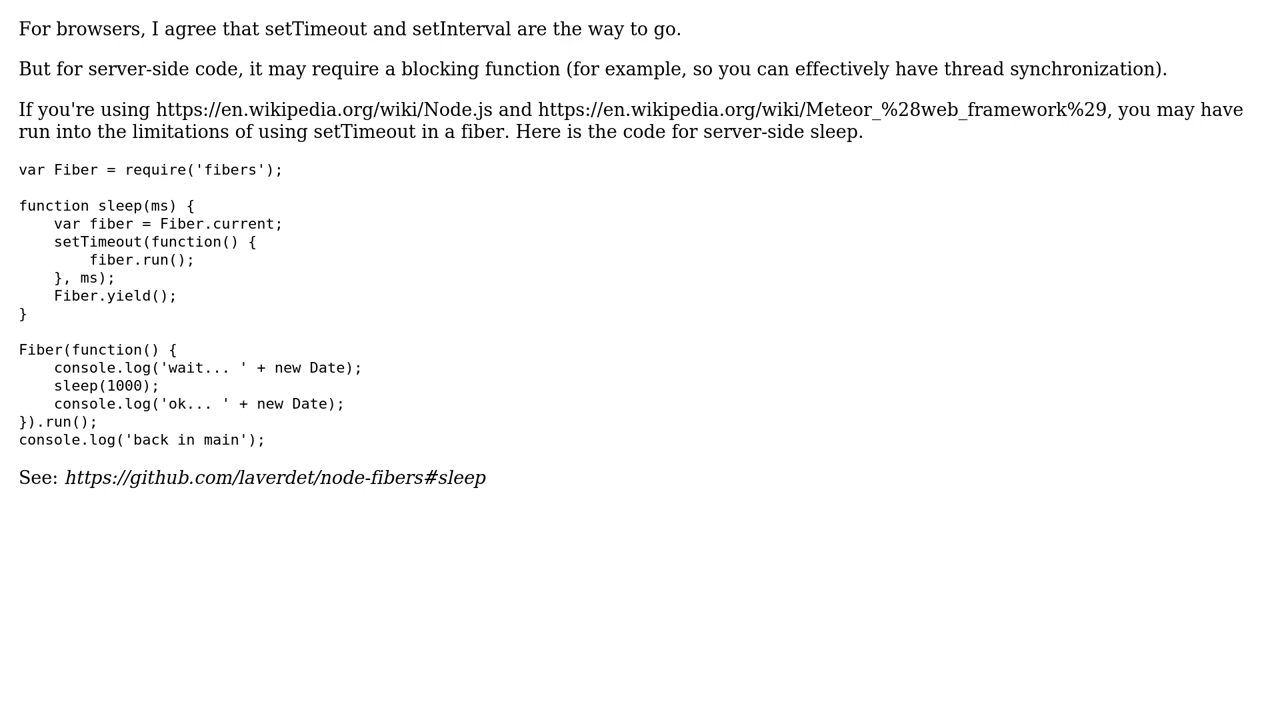 For browsers, I agree that setTimeout and setInterval are the way to go.
But for server-side code, it may require a blocking function (for example, so you can effectively have thread synchronization).
If you're using https://en.wikipedia.org/wiki/Node.js and https://en.wikipedia.org/wiki/Meteor_%28web_framework%29, you may have
run into the limitations of using setTimeout in a fiber. Here is the code for server-side sleep.
var Fiber = require('fibers');
function sleep(ms) {
    var fiber = Fiber.current;
    setTimeout(function() {
        fiber.run();
    }, ms);
    Fiber.yield();
}
Fiber(function() {
    console.log('wait... ' + new Date);
    sleep(1000);
    console.log('ok... ' + new Date);
}).run();
console.log('back in main');
See: https://github.com/laverdet/node-fibers#sleep